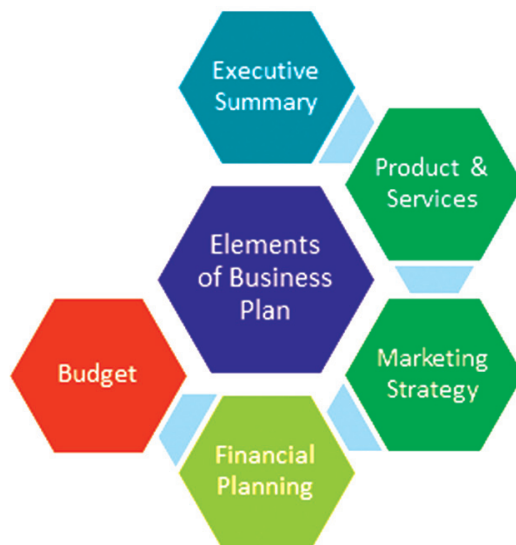 Executive
Summary
Product &
Services
Elements
of Business
Plan
Marketing
Strategy
Budget
Financial
Planning